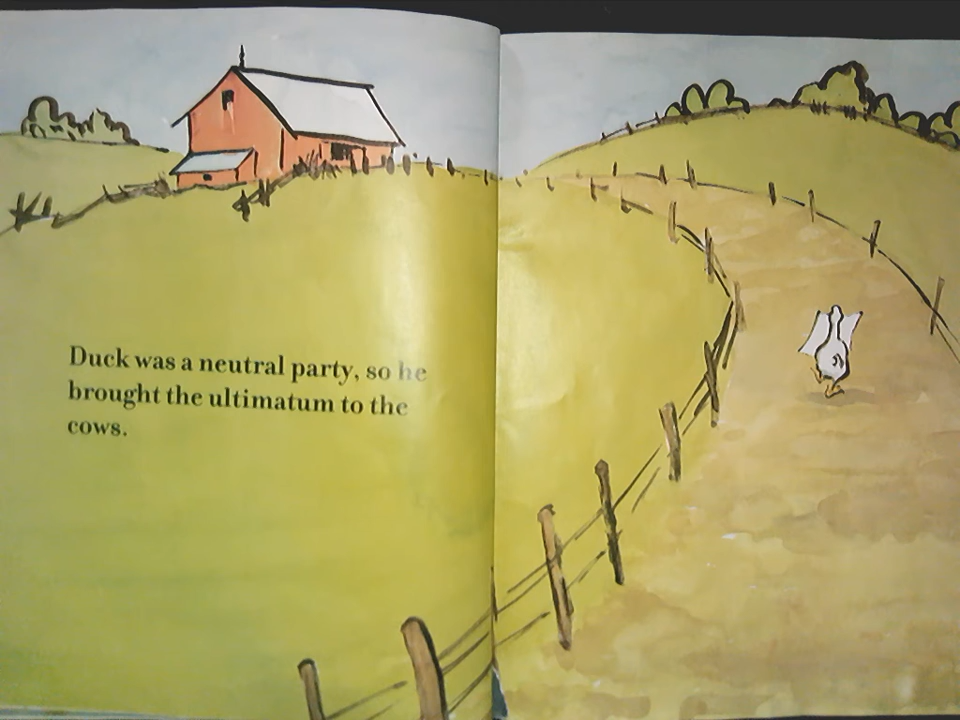 Duck was a neutral party, so he
brought the ultimatum to the
cows.